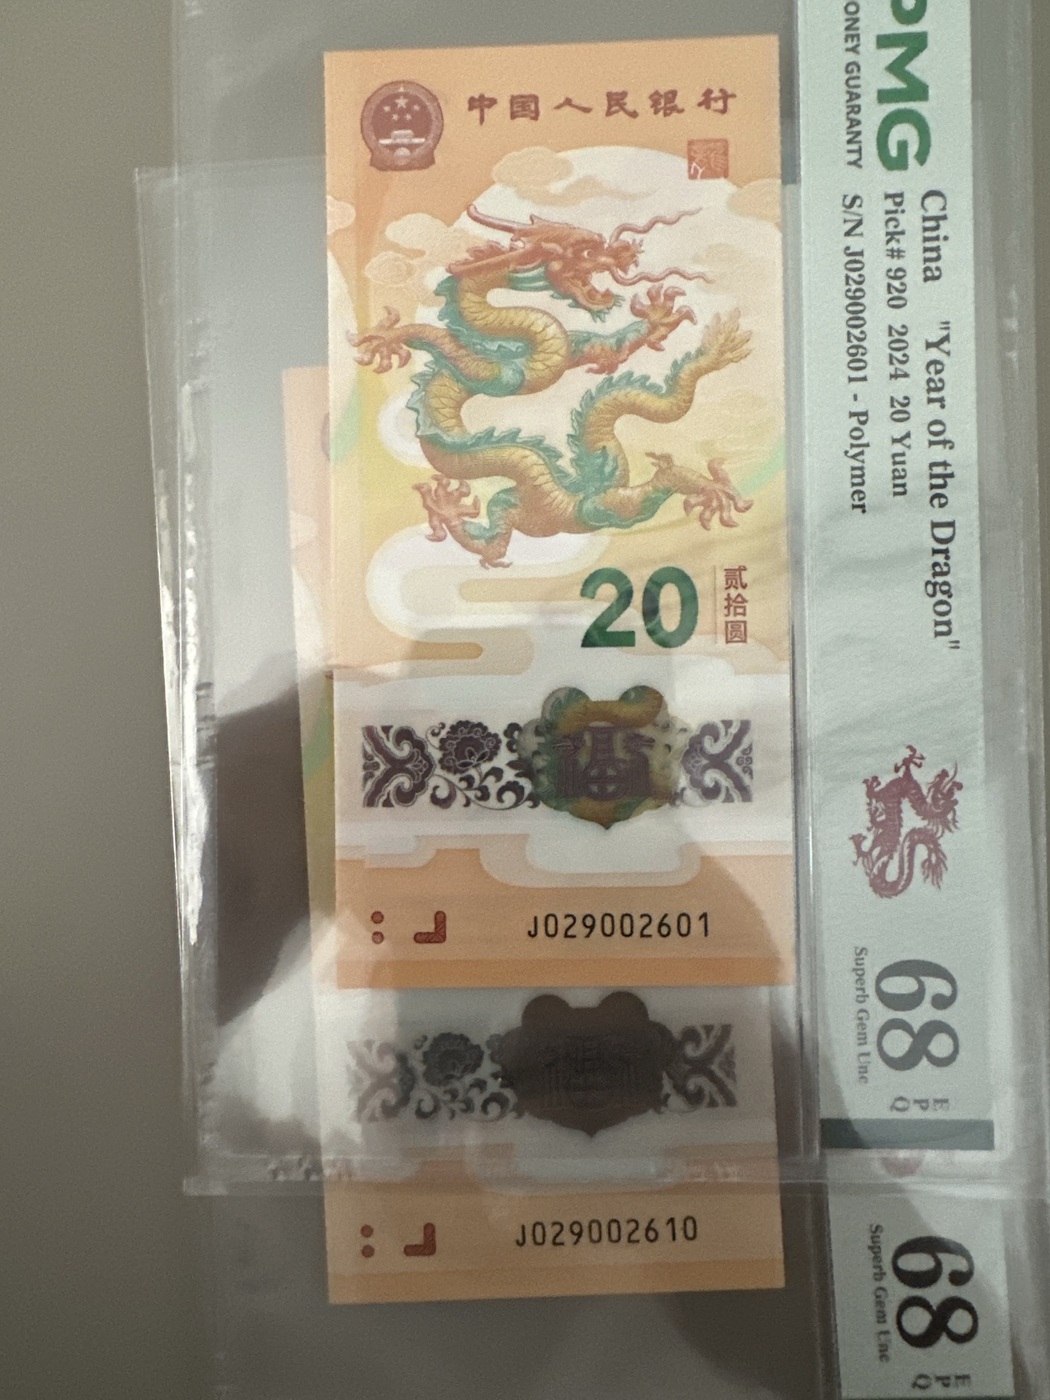 中国人民银行
20
贰拾圆
J029002601
J029002610
PMG
ONEY GUARANTY
China "Year of the Dragon"
Pick# 920 2024 20 Yuan
S/N J029002601 - Polymer
68 EPQ
Superb Gem Unc
68 EPQ
Superb Gem Unc